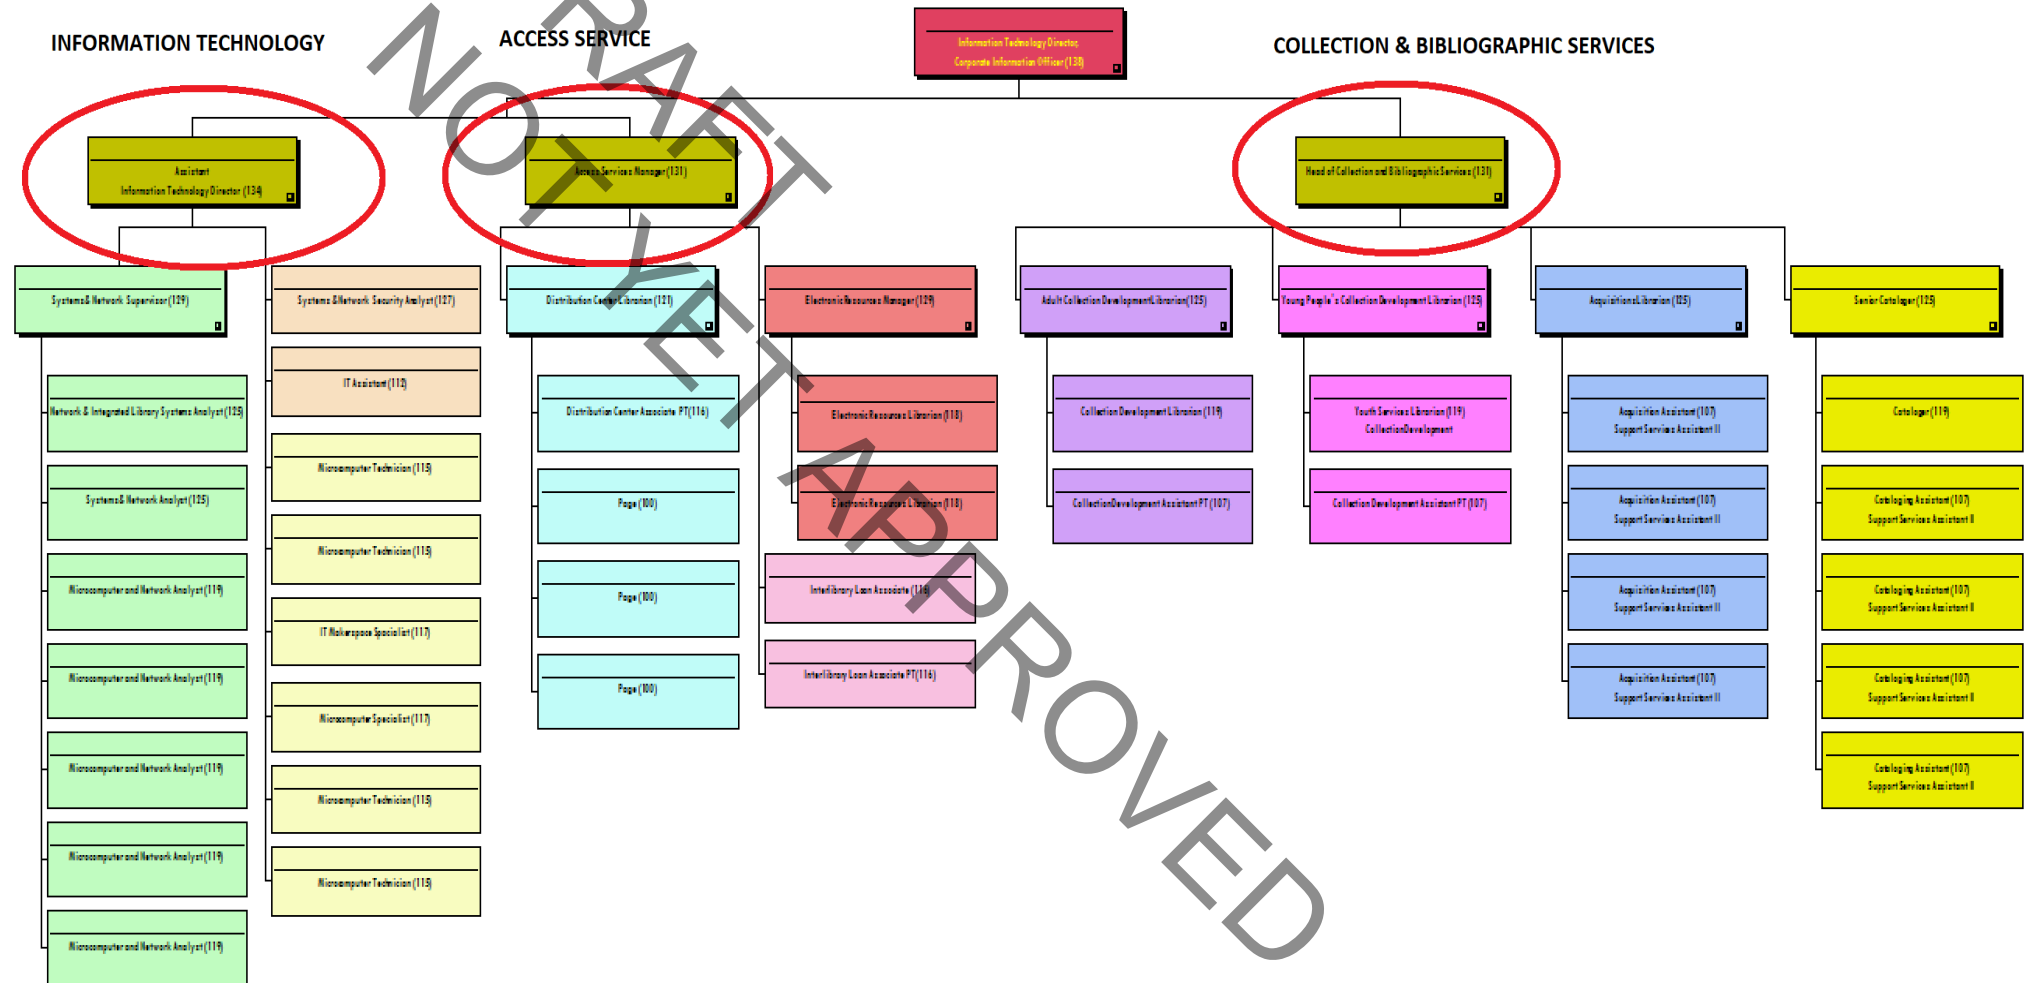 INFORMATION TECHNOLOGY
ACCESS SERVICE
COLLECTION & BIBLIOGRAPHIC SERVICES
DRAFT
NOT YET APPROVED
Information Technology Director,
Corporate Information Officer (138)
Assistant
Information Technology Director (134)
Access Services Manager (131)
Head of Collection and Bibliographic Services (131)
Systems & Network Supervisor (129)
Network & Integrated Library Systems Analyst (125)
Systems & Network Analyst (125)
Microcomputer and Network Analyst (119)
Microcomputer and Network Analyst (119)
Microcomputer and Network Analyst (119)
Microcomputer and Network Analyst (119)
Microcomputer and Network Analyst (119)
Systems & Network Security Analyst (127)
IT Assistant (112)
Microcomputer Technician (115)
Microcomputer Technician (115)
IT Makerspace Specialist (117)
Microcomputer Specialist (117)
Microcomputer Technician (115)
Microcomputer Technician (115)
Distribution Center Librarian (121)
Distribution Center Associate PT (116)
Page (100)
Page (100)
Page (100)
Electronic Resources Manager (129)
Electronic Resources Librarian (118)
Electronic Resources Librarian (118)
Interlibrary Loan Associate (116)
Interlibrary Loan Associate PT (116)
Adult Collection Development Librarian (125)
Collection Development Librarian (119)
Collection Development Assistant PT (107)
Young People's Collection Development Librarian (125)
Youth Services Librarian (119)
Collection Development
Collection Development Assistant PT (107)
Acquisitions Librarian (125)
Acquisition Assistant (107)
Support Services Assistant II
Acquisition Assistant (107)
Support Services Assistant II
Acquisition Assistant (107)
Support Services Assistant II
Acquisition Assistant (107)
Support Services Assistant II
Senior Cataloger (125)
Cataloger (119)
Cataloging Assistant (107)
Support Services Assistant II
Cataloging Assistant (107)
Support Services Assistant II
Cataloging Assistant (107)
Support Services Assistant II
Cataloging Assistant (107)
Support Services Assistant II